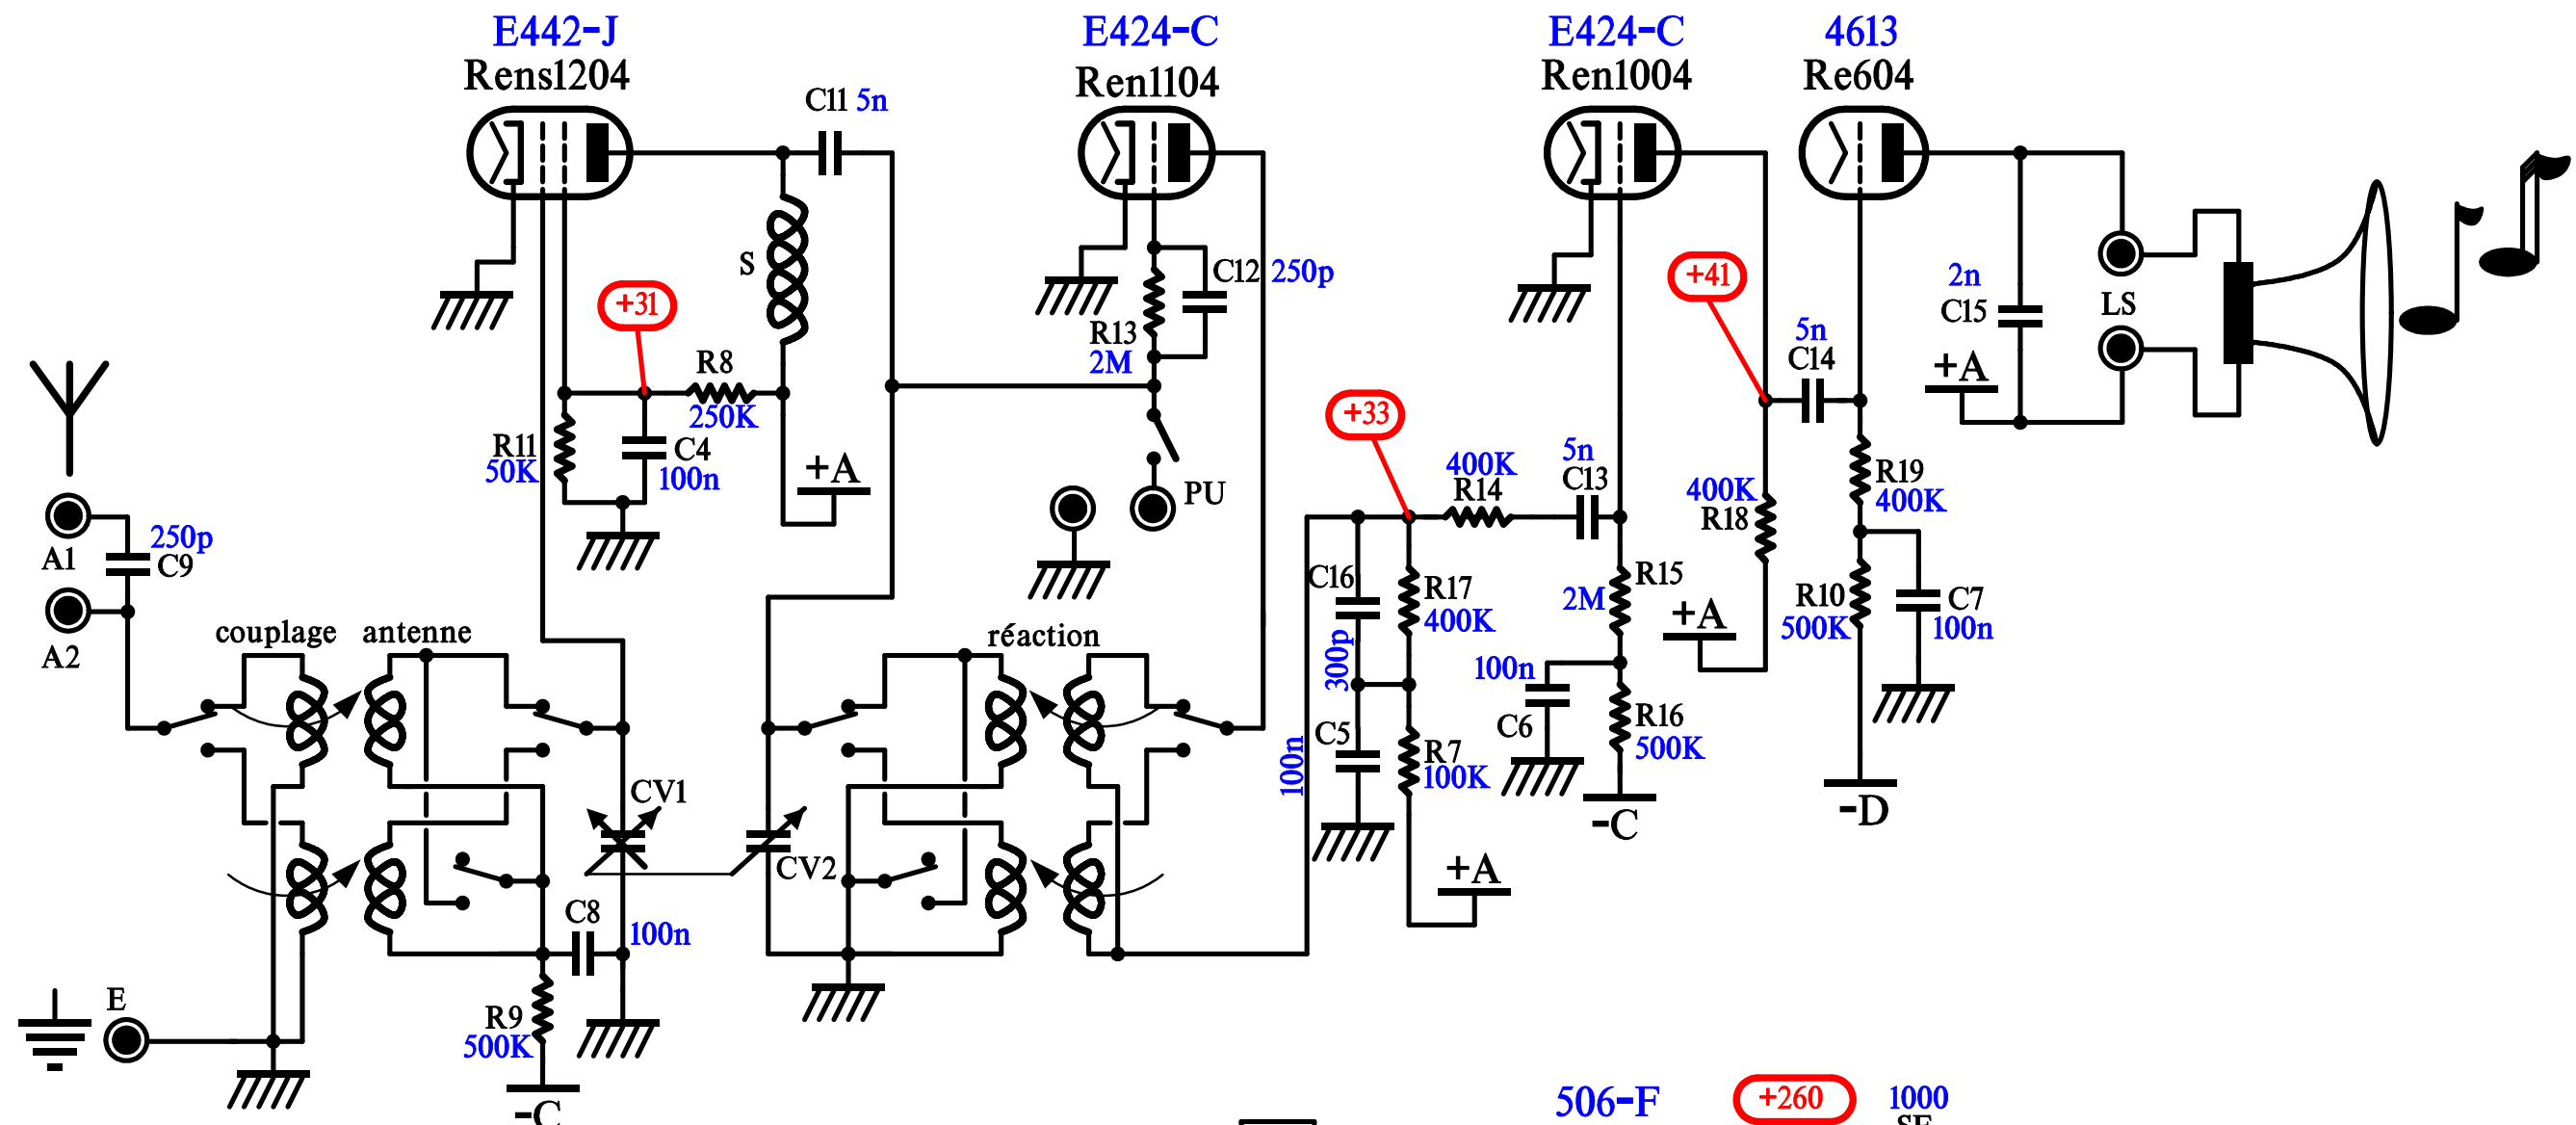 E442-J
Rens1204
E424-C
Ren1104
E424-C
Ren1004
4613
Re604
C11 5n
S
+31
R8
250K
R11
50K
C4
100n
+A
C12 250p
R13
2M
PU
+33
400K
R14
5n
C13
+41
400K
R18
5n
C14
R19
400K
2n
C15
+A
LS
A1
250p
C9
A2
couplage antenne
réaction
C16
300p
R17
400K
R15
2M
+A
R10
500K
C7
100n
100n
C6
R16
500K
C5
R7
100K
100n
CV1
CV2
C8
100n
+A
-C
-D
E
R9
500K
-C
506-F
+260
1000